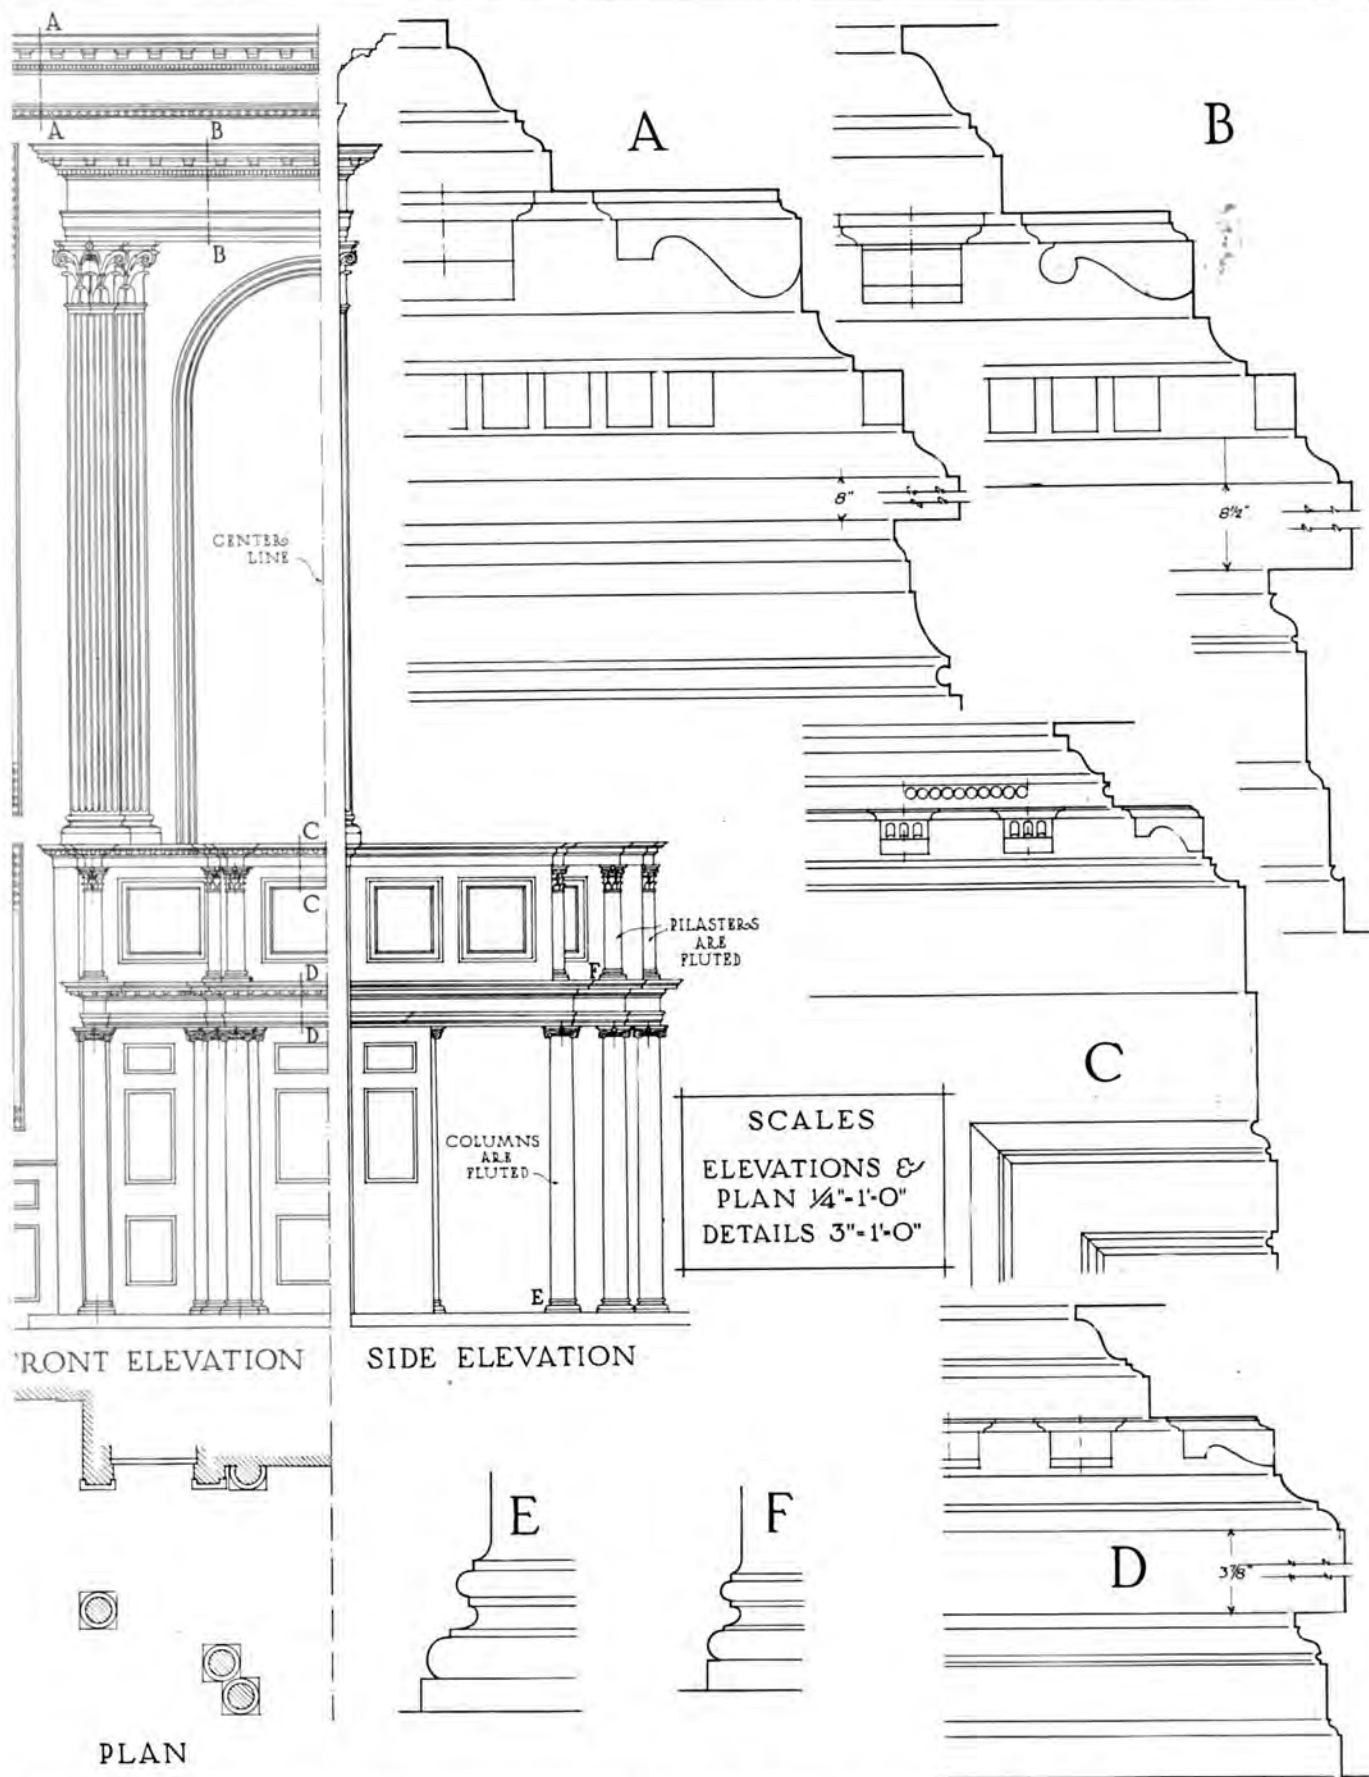 A
A
B
B
A
B
8"
8½"
CENTER
LINE
C
C
PILASTERS
ARE
FLUTED
D
F
D
C
COLUMNS
ARE
FLUTED
E
SCALES
ELEVATIONS &
PLAN ¼"=1'-0"
DETAILS 3"=1'-0"
FRONT ELEVATION
SIDE ELEVATION
E
F
D
3⅞"
PLAN